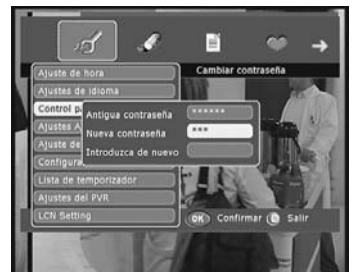 Cambiar contraseña
Ajuste de hora
Ajustes de idioma
Control pa
Antigua contraseña ******
Nueva contraseña ***
Introduzca de nuevo
Ajustes A
Ajuste de
Configura
Lista de temporizador
Ajustes del PVR
LCN Setting
OK Confirmar Salir